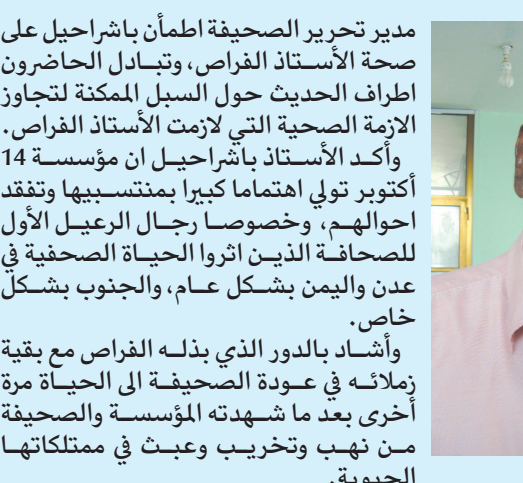 مدير تحرير الصحيفة اطمأن باشراحيل على
صحة الأستاذ الفراص، وتبادل الحاضرون
اطراف الحديث حول السبل الممكنة لتجاوز
الازمة الصحية التي لازمت الأستاذ الفراص.
وأكد الأستاذ باشراحيل ان مؤسسة 14
أكتوبر تولي اهتماما كبيرا بمنتسبيها وتفقد
احوالهم، وخصوصا رجال الرعيل الأول
للصحافة الذين اثروا الحياة الصحفية في
عدن واليمن بشكل عام، والجنوب بشكل
خاص.
وأشاد بالدور الذي بذله الفراص مع بقية
زملائه في عودة الصحيفة الى الحياة مرة
أخرى بعد ما شهدته المؤسسة والصحيفة
من نهب وتخريب وعبث في ممتلكاتها
الحيوية.